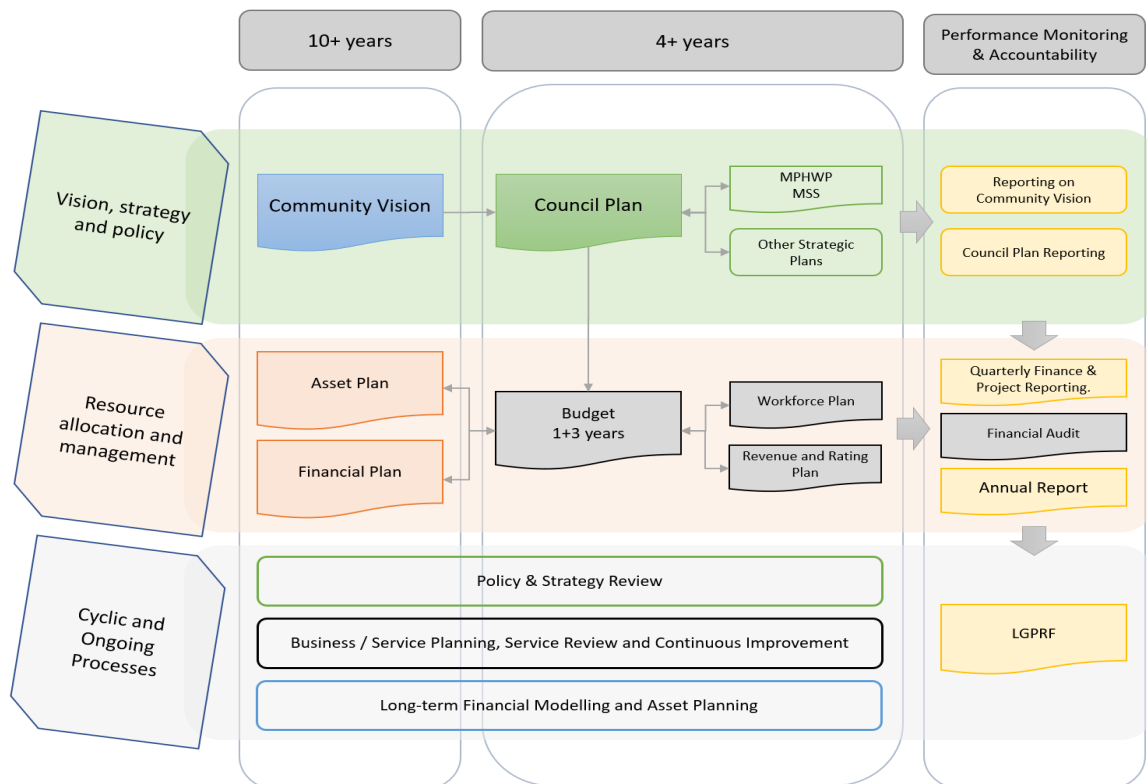 10+ years
4+ years
Performance Monitoring
& Accountability
Vision, strategy
and policy
Community Vision
Council Plan
MPHWP
MSS
Other Strategic
Plans
Reporting on
Community Vision
Council Plan Reporting
Resource
allocation and
management
Asset Plan
Financial Plan
Budget
1+3 years
Workforce Plan
Revenue and Rating
Plan
Quarterly Finance &
Project Reporting.
Financial Audit
Annual Report
Cyclic and
Ongoing
Processes
Policy & Strategy Review
Business / Service Planning, Service Review and Continuous Improvement
Long-term Financial Modelling and Asset Planning
LGPRF